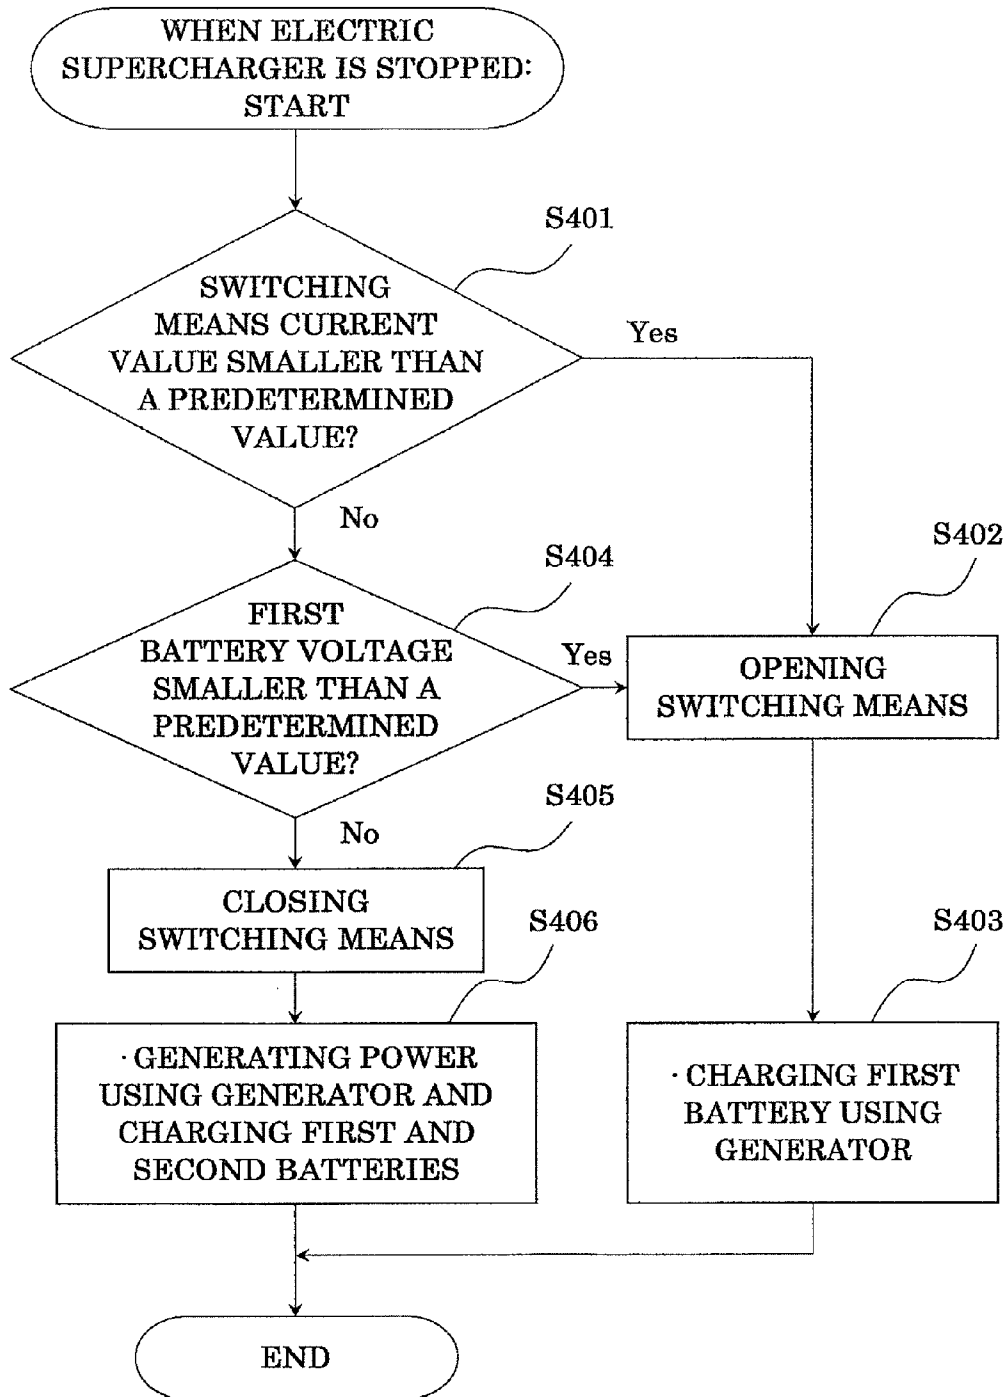 WHEN ELECTRIC
SUPERCHARGER IS STOPPED:
START
S401
SWITCHING
MEANS CURRENT
VALUE SMALLER THAN
A PREDETERMINED
VALUE?
Yes
No
S404
FIRST
BATTERY VOLTAGE
SMALLER THAN A
PREDETERMINED
VALUE?
Yes
No
S402
OPENING
SWITCHING MEANS
S405
CLOSING
SWITCHING MEANS
S406
· GENERATING POWER
USING GENERATOR AND
CHARGING FIRST AND
SECOND BATTERIES
S403
· CHARGING FIRST
BATTERY USING
GENERATOR
END